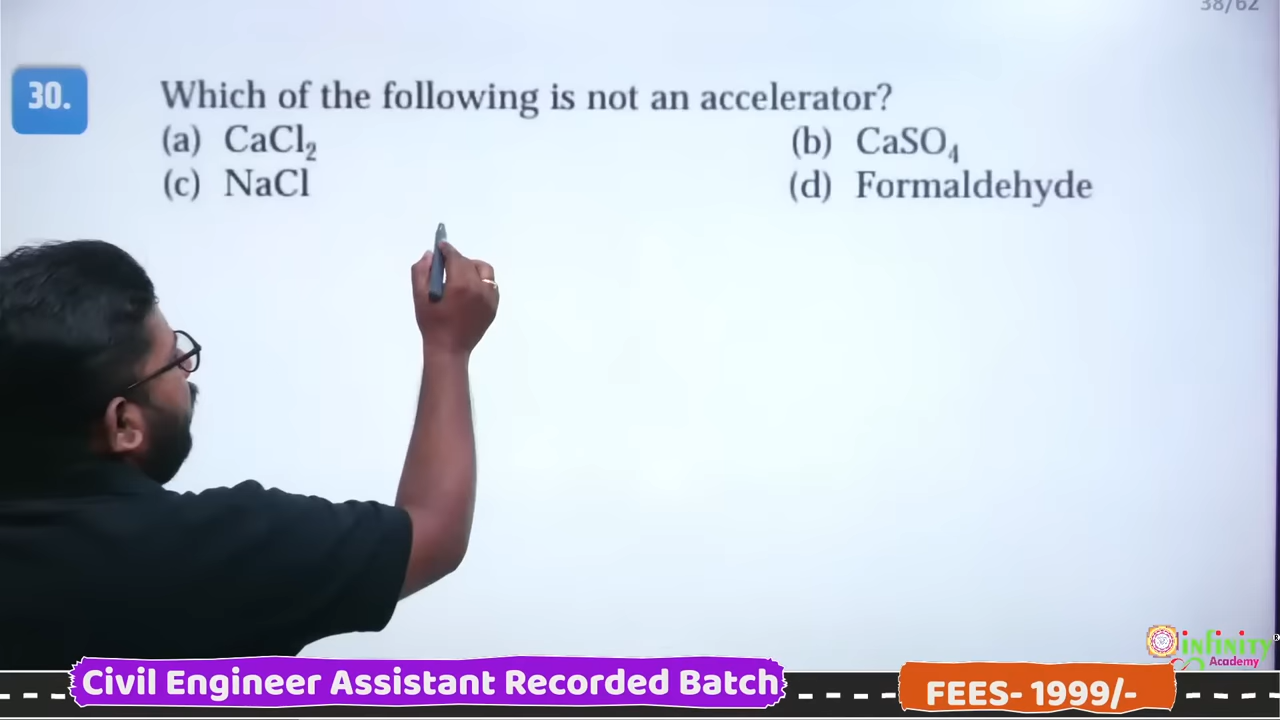 38/62
30.
Which of the following is not an accelerator?
(a) CaCl₂
(b) CaSO₄
(c) NaCl
(d) Formaldehyde
infinity®
Academy
Civil Engineer Assistant Recorded Batch
FEES- 1999/-